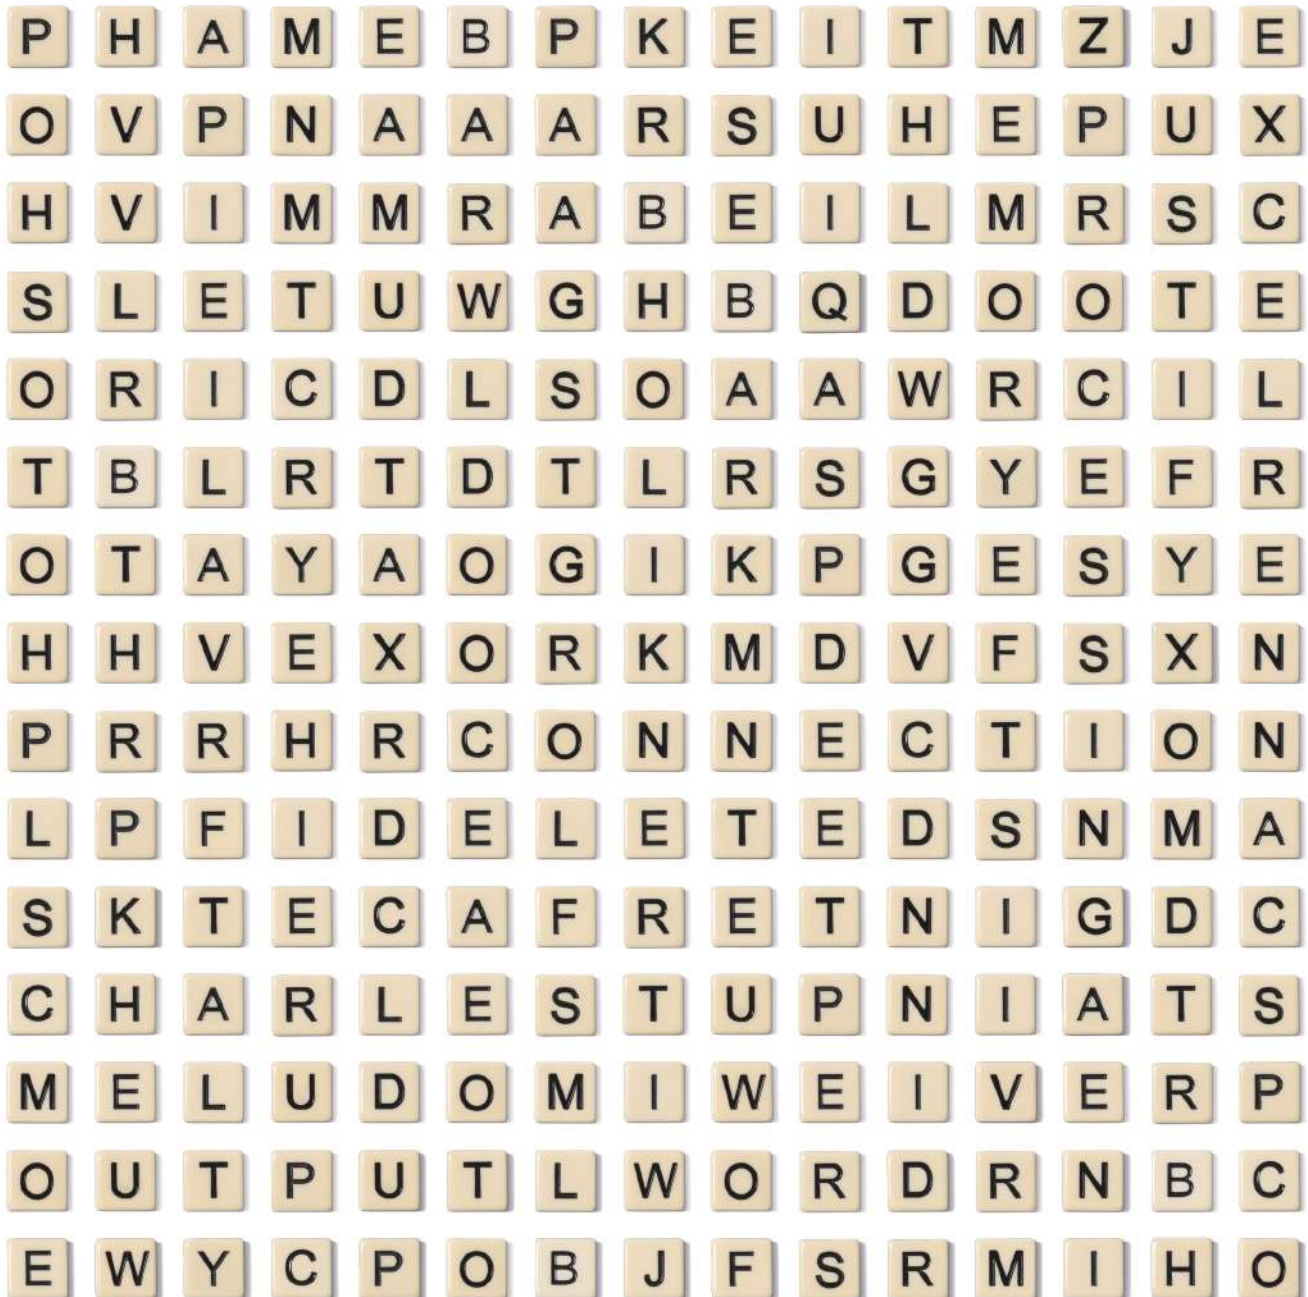 P H A M E B P K E I T M Z J E
O V P N A A A R S U H E P U X
H V I M M R A B E I L M R S C
S L E T U W G H B Q D O O T E
O R I C D L S O A A W R C I L
T B L R T D T L R S G Y E F R
O T A Y A O G I K P G E S Y E
H H V E X O R K M D V F S X N
P R R H R C O N N E C T I O N
L P F I D E L E T E D S N M A
S K T E C A F R E T N I G D C
C H A R L E S T U P N I A T S
M E L U D O M I W E I V E R P
O U T P U T L W O R D R N B C
E W Y C P O B J F S R M I H O